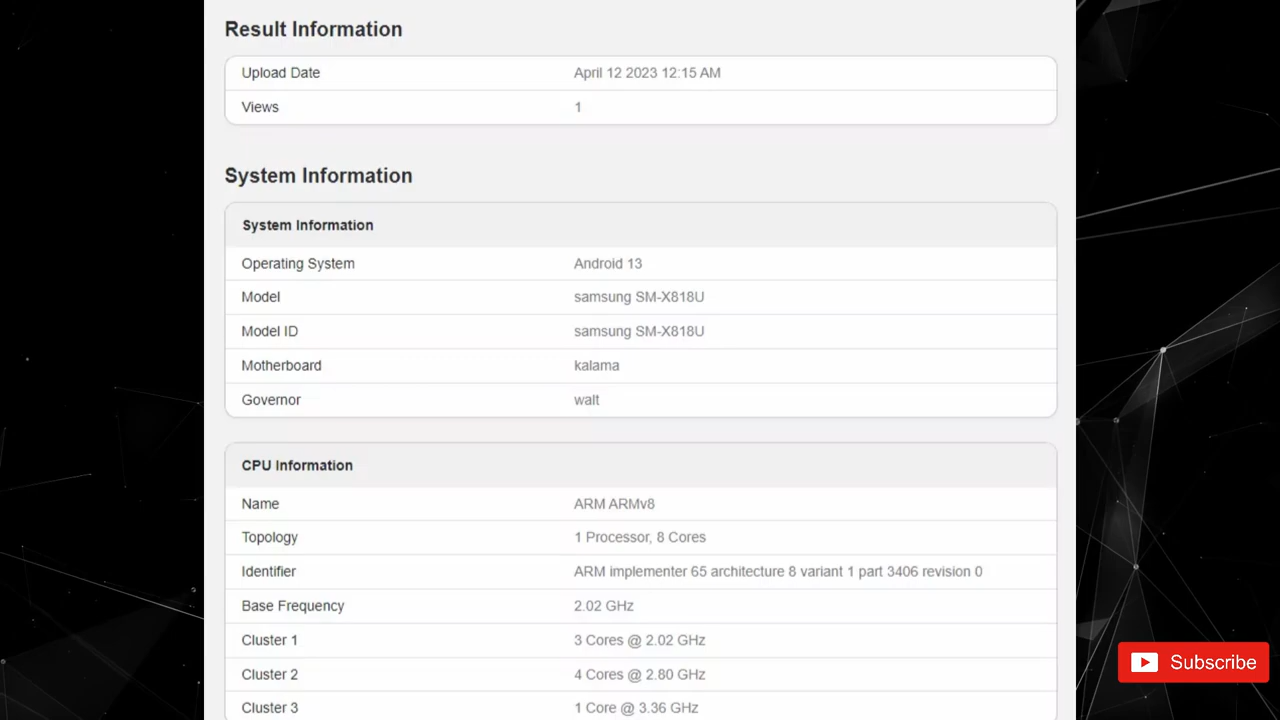 Result Information
Upload Date April 12 2023 12:15 AM
Views 1
System Information
System Information
Operating System Android 13
Model samsung SM-X818U
Model ID samsung SM-X818U
Motherboard kalama
Governor walt
CPU Information
Name ARM ARMv8
Topology 1 Processor, 8 Cores
Identifier ARM implementer 65 architecture 8 variant 1 part 3406 revision 0
Base Frequency 2.02 GHz
Cluster 1 3 Cores @ 2.02 GHz
Cluster 2 4 Cores @ 2.80 GHz
Cluster 3 1 Core @ 3.36 GHz
Subscribe